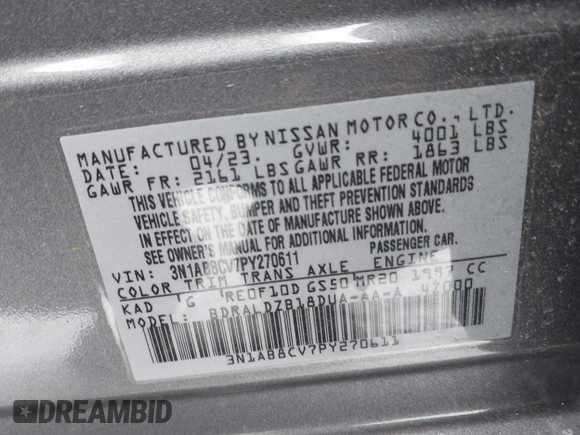 MANUFACTURED BY NISSAN MOTOR CO., LTD.
DATE: 04/23. GVWR: 4001 LBS
GAWR FR: 2161 LBS GAWR RR: 1863 LBS
THIS VEHICLE CONFORMS TO ALL APPLICABLE FEDERAL MOTOR
VEHICLE SAFETY, BUMPER AND THEFT PREVENTION STANDARDS
IN EFFECT ON THE DATE OF MANUFACTURE SHOWN ABOVE.
SEE OWNER'S MANUAL FOR ADDITIONAL INFORMATION.
VIN: 3N1AB8CV7PY270611 PASSENGER CAR.
COLOR TRIM TRANS AXLE ENGINE
KAD G RE0F10D GS50 MR20 1997 CC
MODEL: BDRALDZB18DUA-AA-A 47000
3N1AB8CV7PY270611
DREAMBID